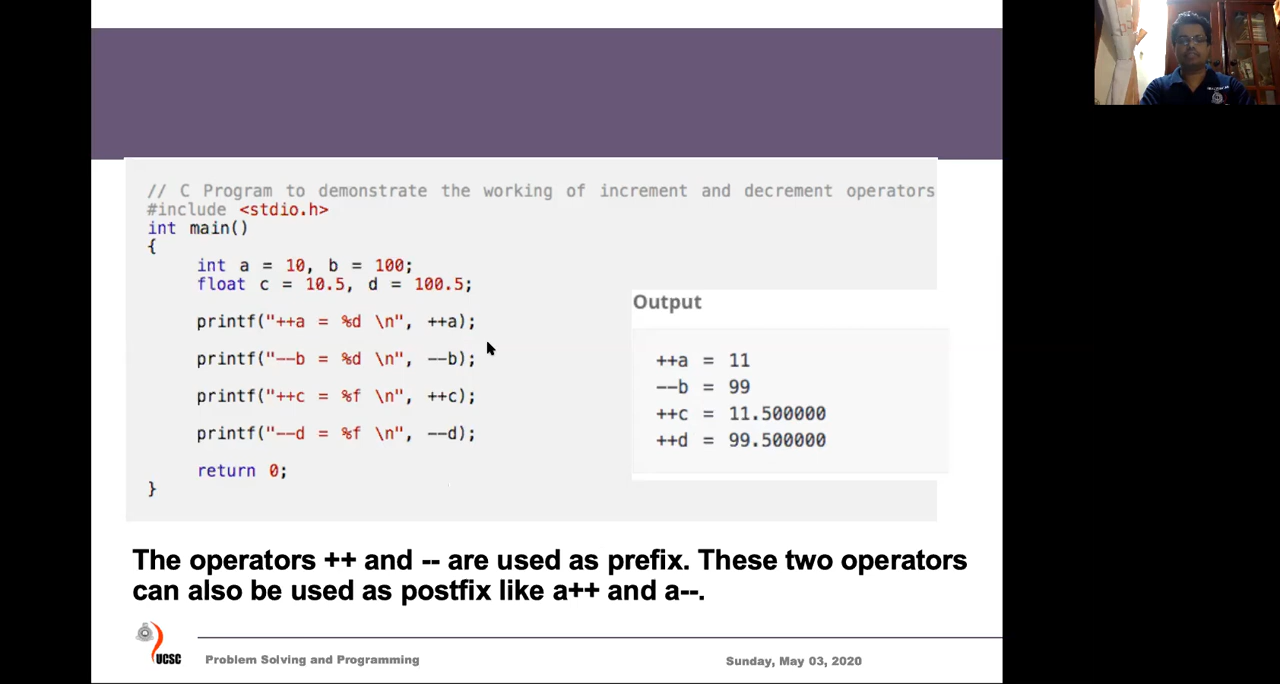 // C Program to demonstrate the working of increment and decrement operators
#include <stdio.h>
int main()
{
int a = 10, b = 100;
float c = 10.5, d = 100.5;
printf("++a = %d \n", ++a);
printf("--b = %d \n", --b);
printf("++c = %f \n", ++c);
printf("--d = %f \n", --d);
return 0;
}
Output
++a = 11
--b = 99
++c = 11.500000
++d = 99.500000
The operators ++ and -- are used as prefix. These two operators
can also be used as postfix like a++ and a--.
UCSC
Problem Solving and Programming
Sunday, May 03, 2020